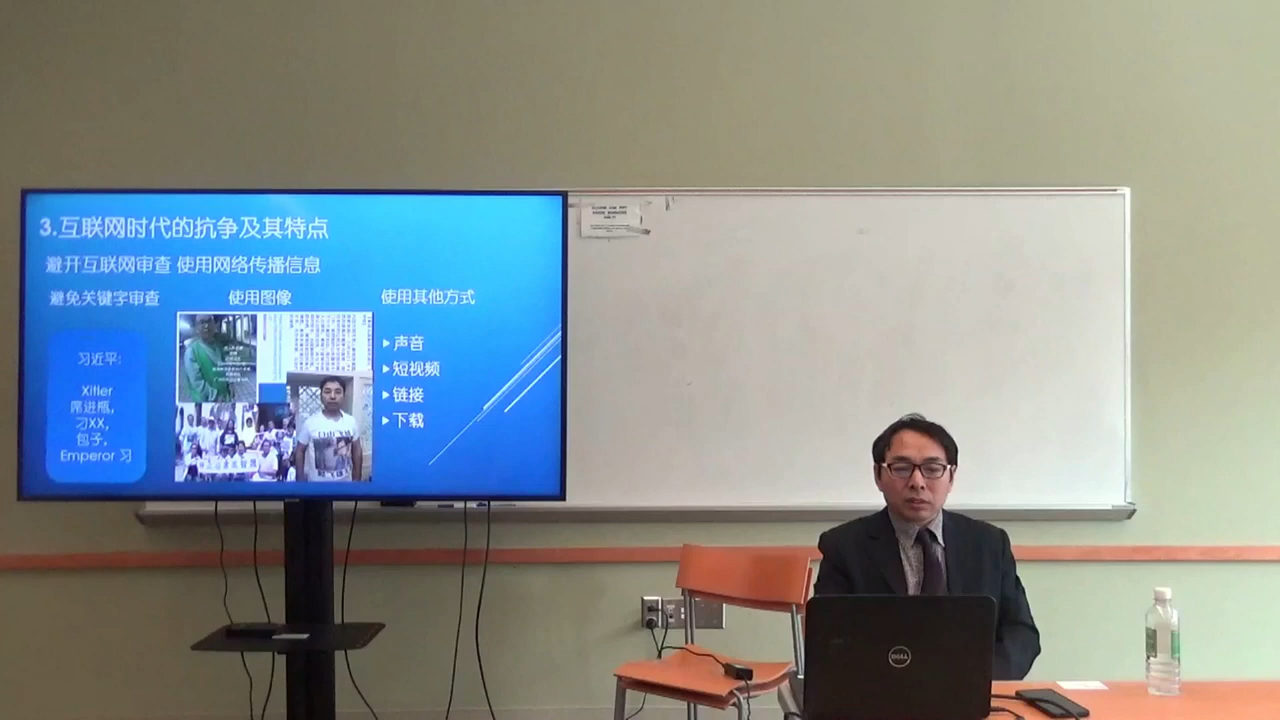 3.互联网时代的抗争及其特点
避开互联网审查 使用网络传播信息
避免关键字审查
使用图像
使用其他方式
习近平:
Xitler
席进瓶,
刁XX,
包子,
Emperor 习
声音
短视频
链接
下载
DELL